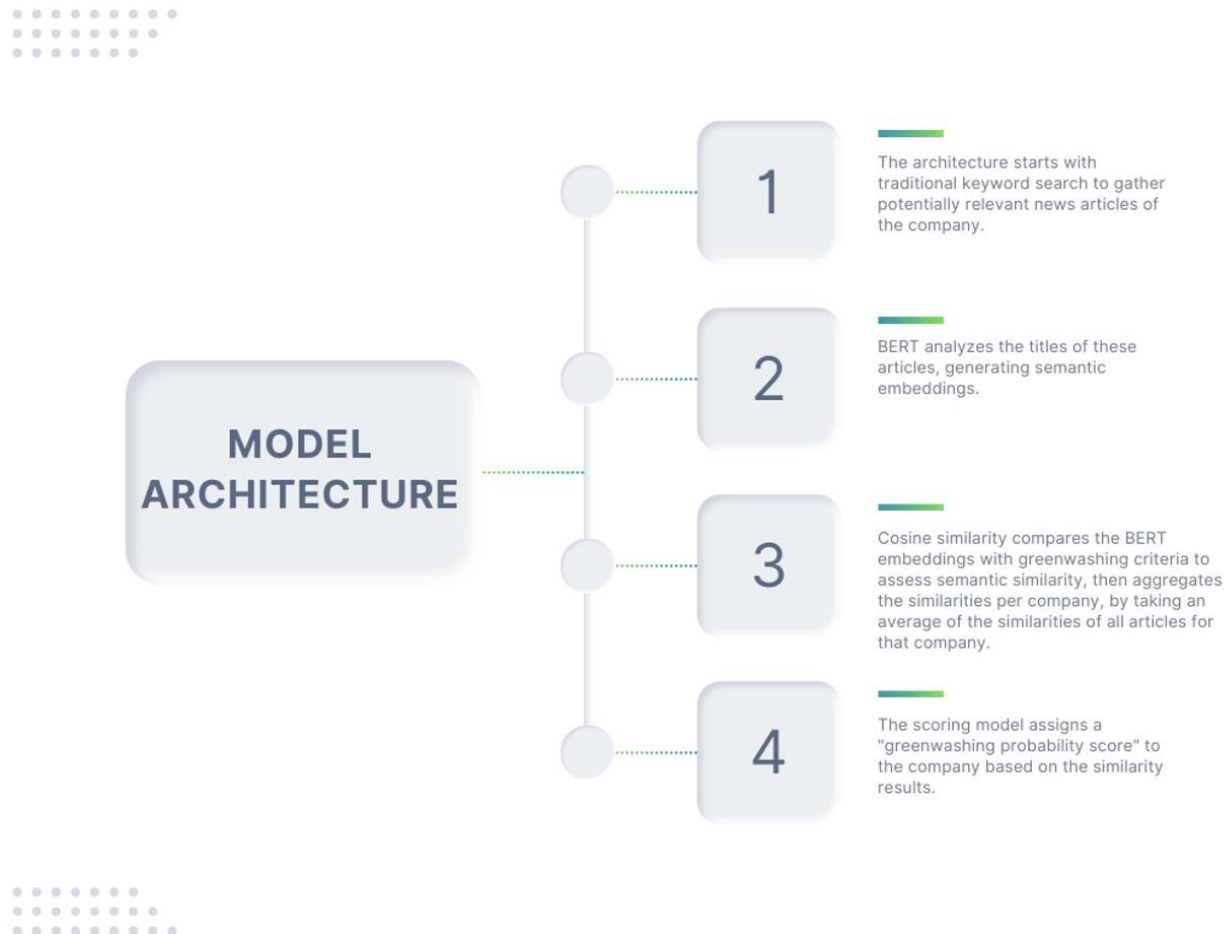 MODEL
ARCHITECTURE
1
The architecture starts with
traditional keyword search to gather
potentially relevant news articles of
the company.
2
BERT analyzes the titles of these
articles, generating semantic
embeddings.
3
Cosine similarity compares the BERT
embeddings with greenwashing criteria to
assess semantic similarity, then aggregates
the similarities per company, by taking an
average of the similarities of all articles for
that company.
4
The scoring model assigns a
"greenwashing probability score" to
the company based on the similarity
results.